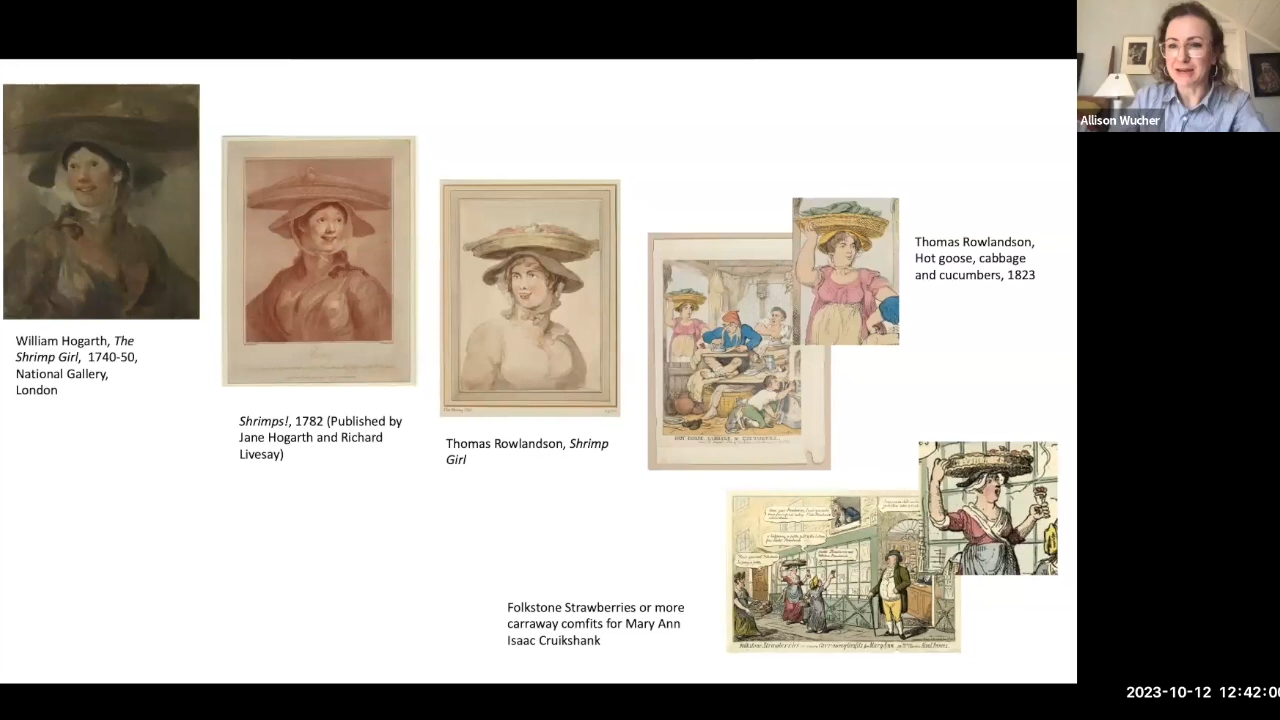 Allison Wucher
William Hogarth, The
Shrimp Girl, 1740-50,
National Gallery,
London
Shrimps!, 1782 (Published by
Jane Hogarth and Richard
Livesay)
Thomas Rowlandson, Shrimp
Girl
Thomas Rowlandson,
Hot goose, cabbage
and cucumbers, 1823
Folkstone Strawberries or more
carraway comfits for Mary Ann
Isaac Cruikshank
2023-10-12 12:42:00